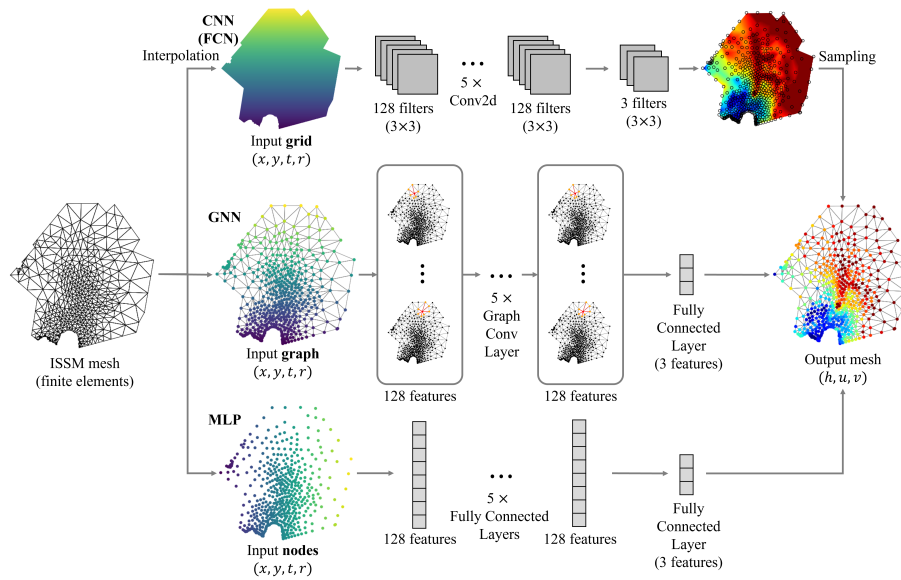 CNN
(FCN)
Interpolation
Input grid
(x, y, t, r)
128 filters
(3×3)
5 ×
Conv2d
128 filters
(3×3)
3 filters
(3×3)
Sampling
ISSM mesh
(finite elements)
GNN
Input graph
(x, y, t, r)
128 features
5 ×
Graph
Conv
Layer
128 features
Fully
Connected
Layer
(3 features)
Output mesh
(h, u, v)
MLP
Input nodes
(x, y, t, r)
128 features
5 ×
Fully Connected
Layers
128 features
Fully
Connected
Layer
(3 features)